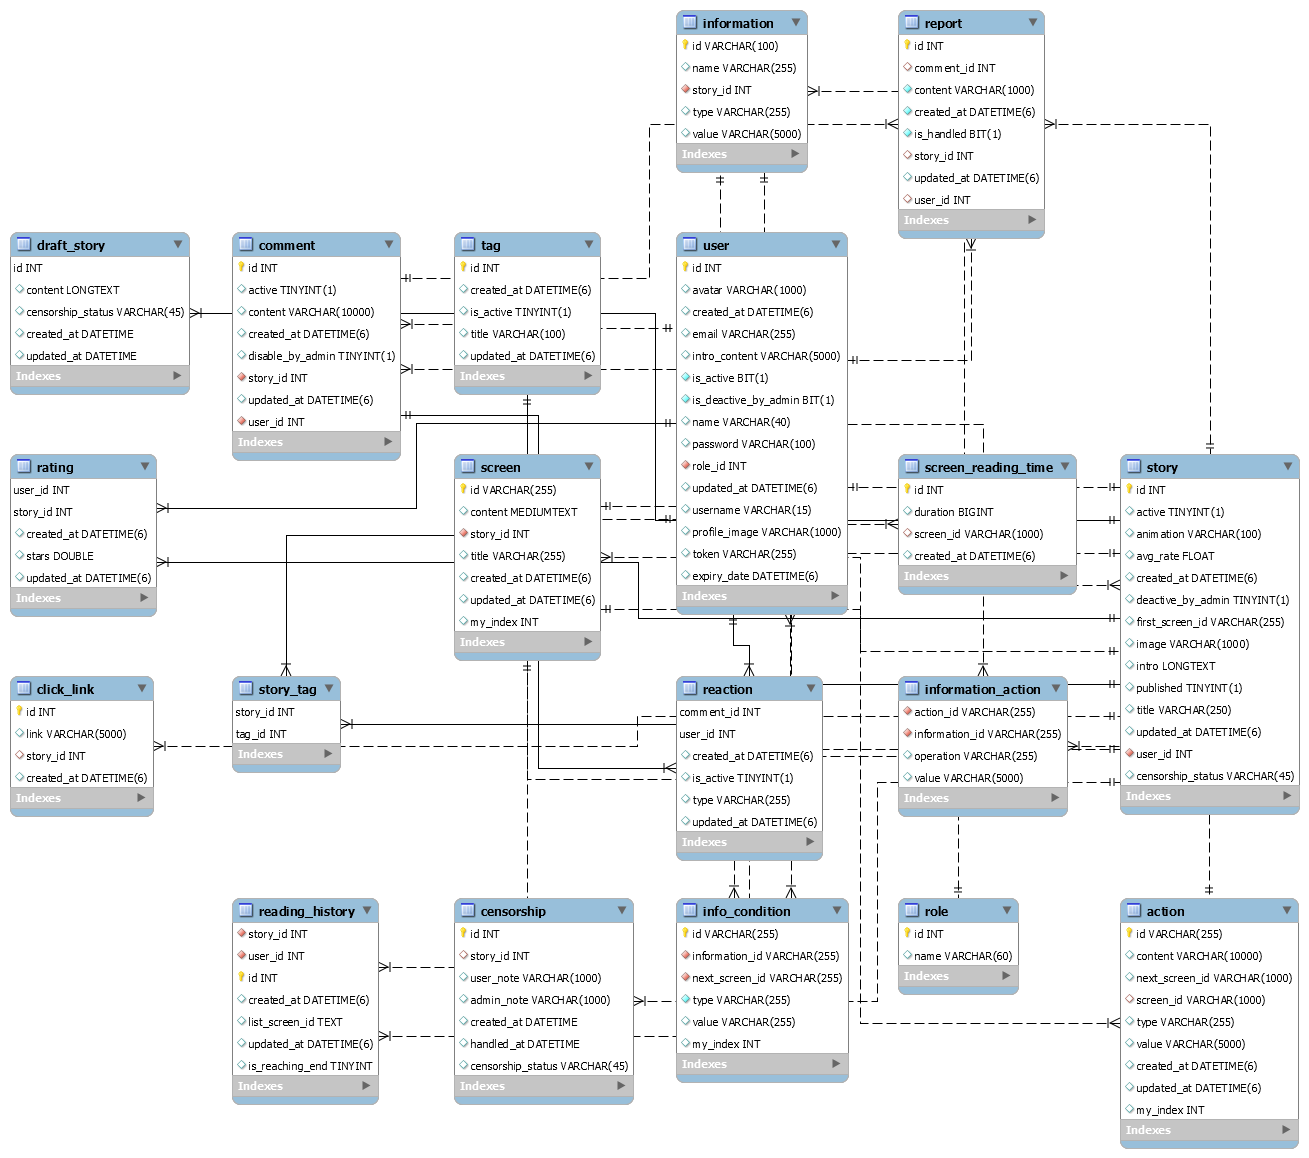 information
id VARCHAR(100)
name VARCHAR(255)
story_id INT
type VARCHAR(255)
value VARCHAR(5000)
Indexes
report
id INT
comment_id INT
content VARCHAR(1000)
created_at DATETIME(6)
is_handled BIT(1)
story_id INT
updated_at DATETIME(6)
user_id INT
Indexes
draft_story
id INT
content LONGTEXT
censorship_status VARCHAR(45)
created_at DATETIME
updated_at DATETIME
Indexes
comment
id INT
active TINYINT(1)
content VARCHAR(10000)
created_at DATETIME(6)
disable_by_admin TINYINT(1)
story_id INT
updated_at DATETIME(6)
user_id INT
Indexes
tag
id INT
created_at DATETIME(6)
is_active TINYINT(1)
title VARCHAR(100)
updated_at DATETIME(6)
Indexes
user
id INT
avatar VARCHAR(1000)
created_at DATETIME(6)
email VARCHAR(255)
intro_content VARCHAR(5000)
is_active BIT(1)
is_deactive_by_admin BIT(1)
name VARCHAR(40)
password VARCHAR(100)
role_id INT
updated_at DATETIME(6)
username VARCHAR(15)
profile_image VARCHAR(1000)
token VARCHAR(255)
expiry_date DATETIME(6)
Indexes
rating
user_id INT
story_id INT
created_at DATETIME(6)
stars DOUBLE
updated_at DATETIME(6)
Indexes
screen
id VARCHAR(255)
content MEDIUMTEXT
story_id INT
title VARCHAR(255)
created_at DATETIME(6)
updated_at DATETIME(6)
my_index INT
Indexes
screen_reading_time
id INT
duration BIGINT
screen_id VARCHAR(1000)
created_at DATETIME(6)
Indexes
story
id INT
active TINYINT(1)
animation VARCHAR(100)
avg_rate FLOAT
created_at DATETIME(6)
deactive_by_admin TINYINT(1)
first_screen_id VARCHAR(255)
image VARCHAR(1000)
intro LONGTEXT
published TINYINT(1)
title VARCHAR(250)
updated_at DATETIME(6)
user_id INT
censorship_status VARCHAR(45)
Indexes
click_link
id INT
link VARCHAR(5000)
story_id INT
created_at DATETIME(6)
Indexes
story_tag
story_id INT
tag_id INT
Indexes
reaction
comment_id INT
user_id INT
created_at DATETIME(6)
is_active TINYINT(1)
type VARCHAR(255)
updated_at DATETIME(6)
Indexes
information_action
action_id VARCHAR(255)
information_id VARCHAR(255)
operation VARCHAR(255)
value VARCHAR(5000)
Indexes
reading_history
story_id INT
user_id INT
id INT
created_at DATETIME(6)
list_screen_id TEXT
updated_at DATETIME(6)
is_reaching_end TINYINT
Indexes
censorship
id INT
story_id INT
user_note VARCHAR(1000)
admin_note VARCHAR(1000)
created_at DATETIME
handled_at DATETIME
censorship_status VARCHAR(45)
Indexes
info_condition
id VARCHAR(255)
information_id VARCHAR(255)
next_screen_id VARCHAR(255)
type VARCHAR(255)
value VARCHAR(255)
my_index INT
Indexes
role
id INT
name VARCHAR(60)
Indexes
action
id VARCHAR(255)
content VARCHAR(10000)
next_screen_id VARCHAR(1000)
screen_id VARCHAR(1000)
type VARCHAR(255)
value VARCHAR(5000)
created_at DATETIME(6)
updated_at DATETIME(6)
my_index INT
Indexes